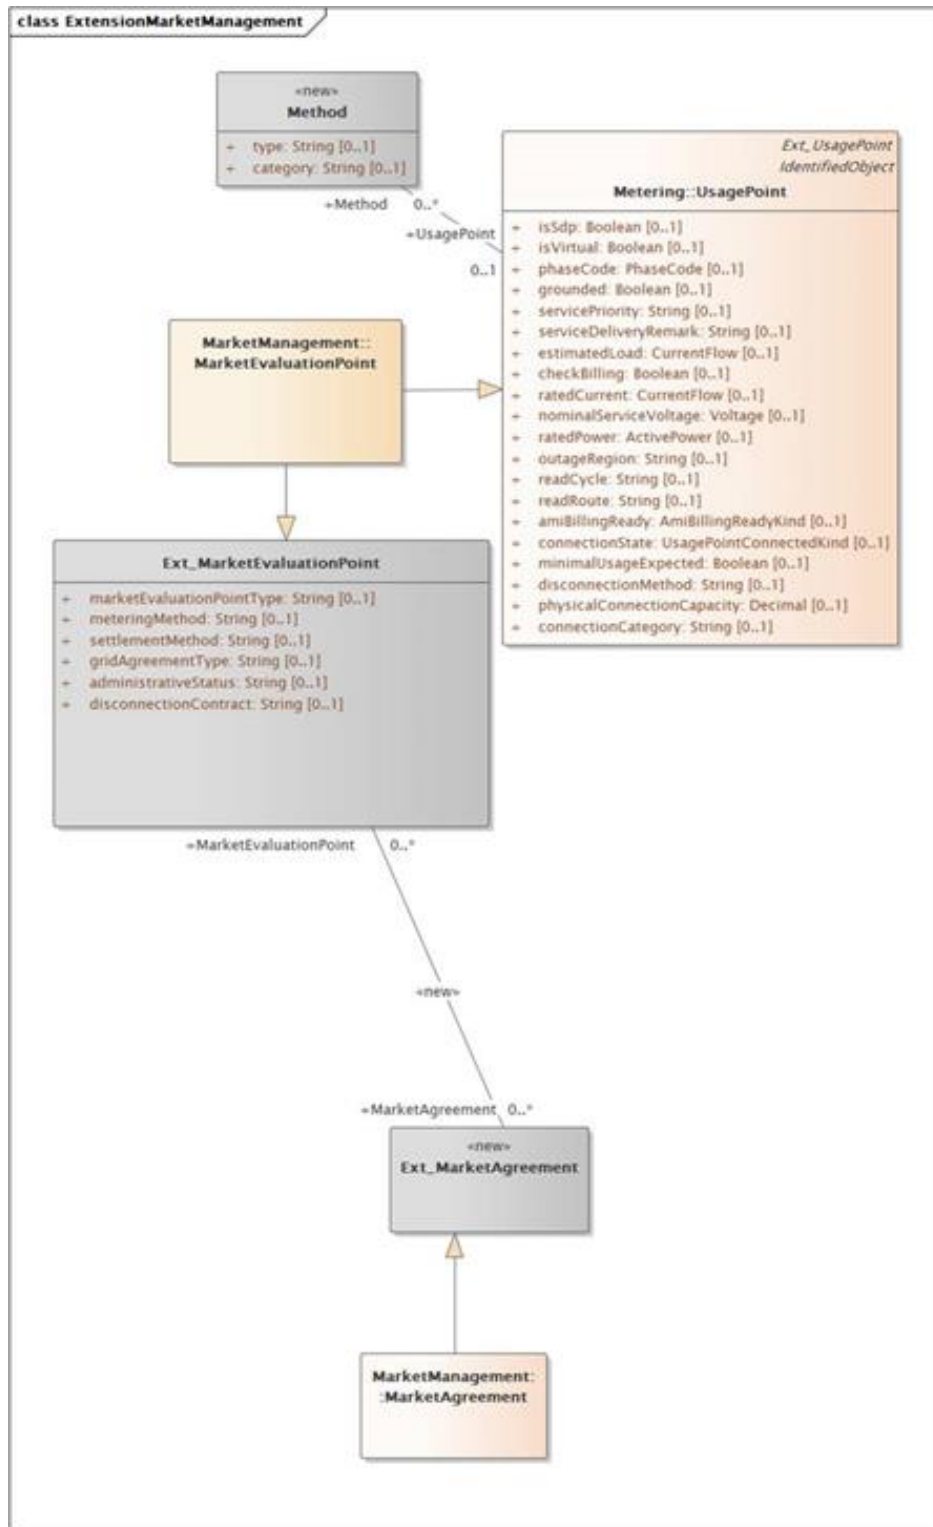 class ExtensionMarketManagement
«new»
Method
+ type: String [0..1]
+ category: String [0..1]
+Method 0..*
+UsagePoint
0..1
Ext_UsagePoint
IdentifiedObject
Metering::UsagePoint
+ isSdp: Boolean [0..1]
+ isVirtual: Boolean [0..1]
+ phaseCode: PhaseCode [0..1]
+ grounded: Boolean [0..1]
+ servicePriority: String [0..1]
+ serviceDeliveryRemark: String [0..1]
+ estimatedLoad: CurrentFlow [0..1]
+ checkBilling: Boolean [0..1]
+ ratedCurrent: CurrentFlow [0..1]
+ nominalServiceVoltage: Voltage [0..1]
+ ratedPower: ActivePower [0..1]
+ outageRegion: String [0..1]
+ readCycle: String [0..1]
+ readRoute: String [0..1]
+ amiBillingReady: AmiBillingReadyKind [0..1]
+ connectionState: UsagePointConnectedKind [0..1]
+ minimalUsageExpected: Boolean [0..1]
+ disconnectionMethod: String [0..1]
+ physicalConnectionCapacity: Decimal [0..1]
+ connectionCategory: String [0..1]
MarketManagement::
MarketEvaluationPoint
Ext_MarketEvaluationPoint
+ marketEvaluationPointType: String [0..1]
+ meteringMethod: String [0..1]
+ settlementMethod: String [0..1]
+ gridAgreementType: String [0..1]
+ administrativeStatus: String [0..1]
+ disconnectionContract: String [0..1]
+MarketEvaluationPoint 0..*
«new»
+MarketAgreement 0..*
«new»
Ext_MarketAgreement
MarketManagement:
:MarketAgreement